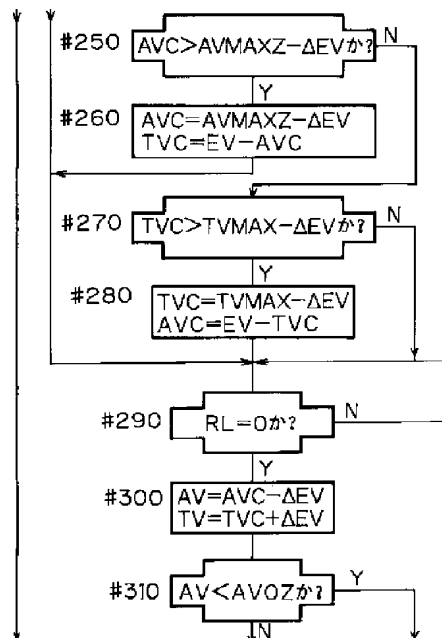 #250
AVC>AVMAXZ-ΔEVか?
N
Y
#260
AVC=AVMAXZ-ΔEV
TVC=EV-AVC
#270
TVC>TVMAX-ΔEVか?
N
Y
#280
TVC=TVMAX-ΔEV
AVC=EV-TVC
#290
RL=0か?
N
Y
#300
AV=AVC-ΔEV
TV=TVC+ΔEV
#310
AV<AVOZか?
Y
N